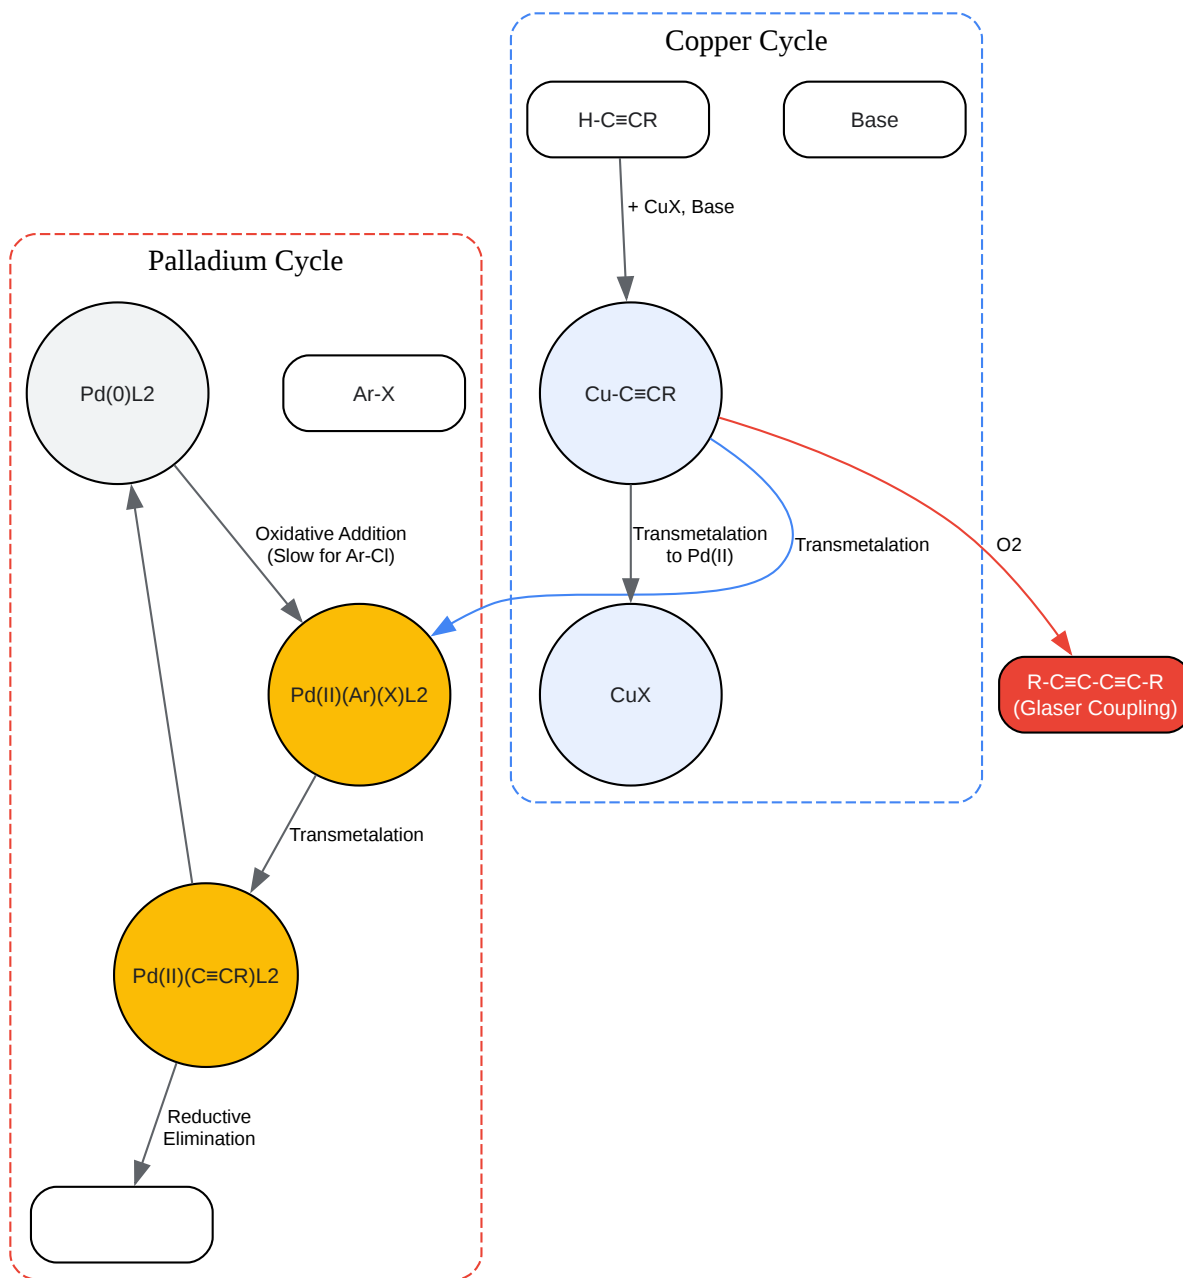 Copper Cycle
H-C≡CR
Base
+ CuX, Base
Palladium Cycle
Pd(0)L2
Ar-X
Cu-C≡CR
Oxidative Addition
(Slow for Ar-Cl)
Transmetalation
to Pd(II)
Transmetalation
O2
Pd(II)(Ar)(X)L2
CuX
R-C≡C-C≡C-R
(Glaser Coupling)
Transmetalation
Pd(II)(C≡CR)L2
Reductive
Elimination